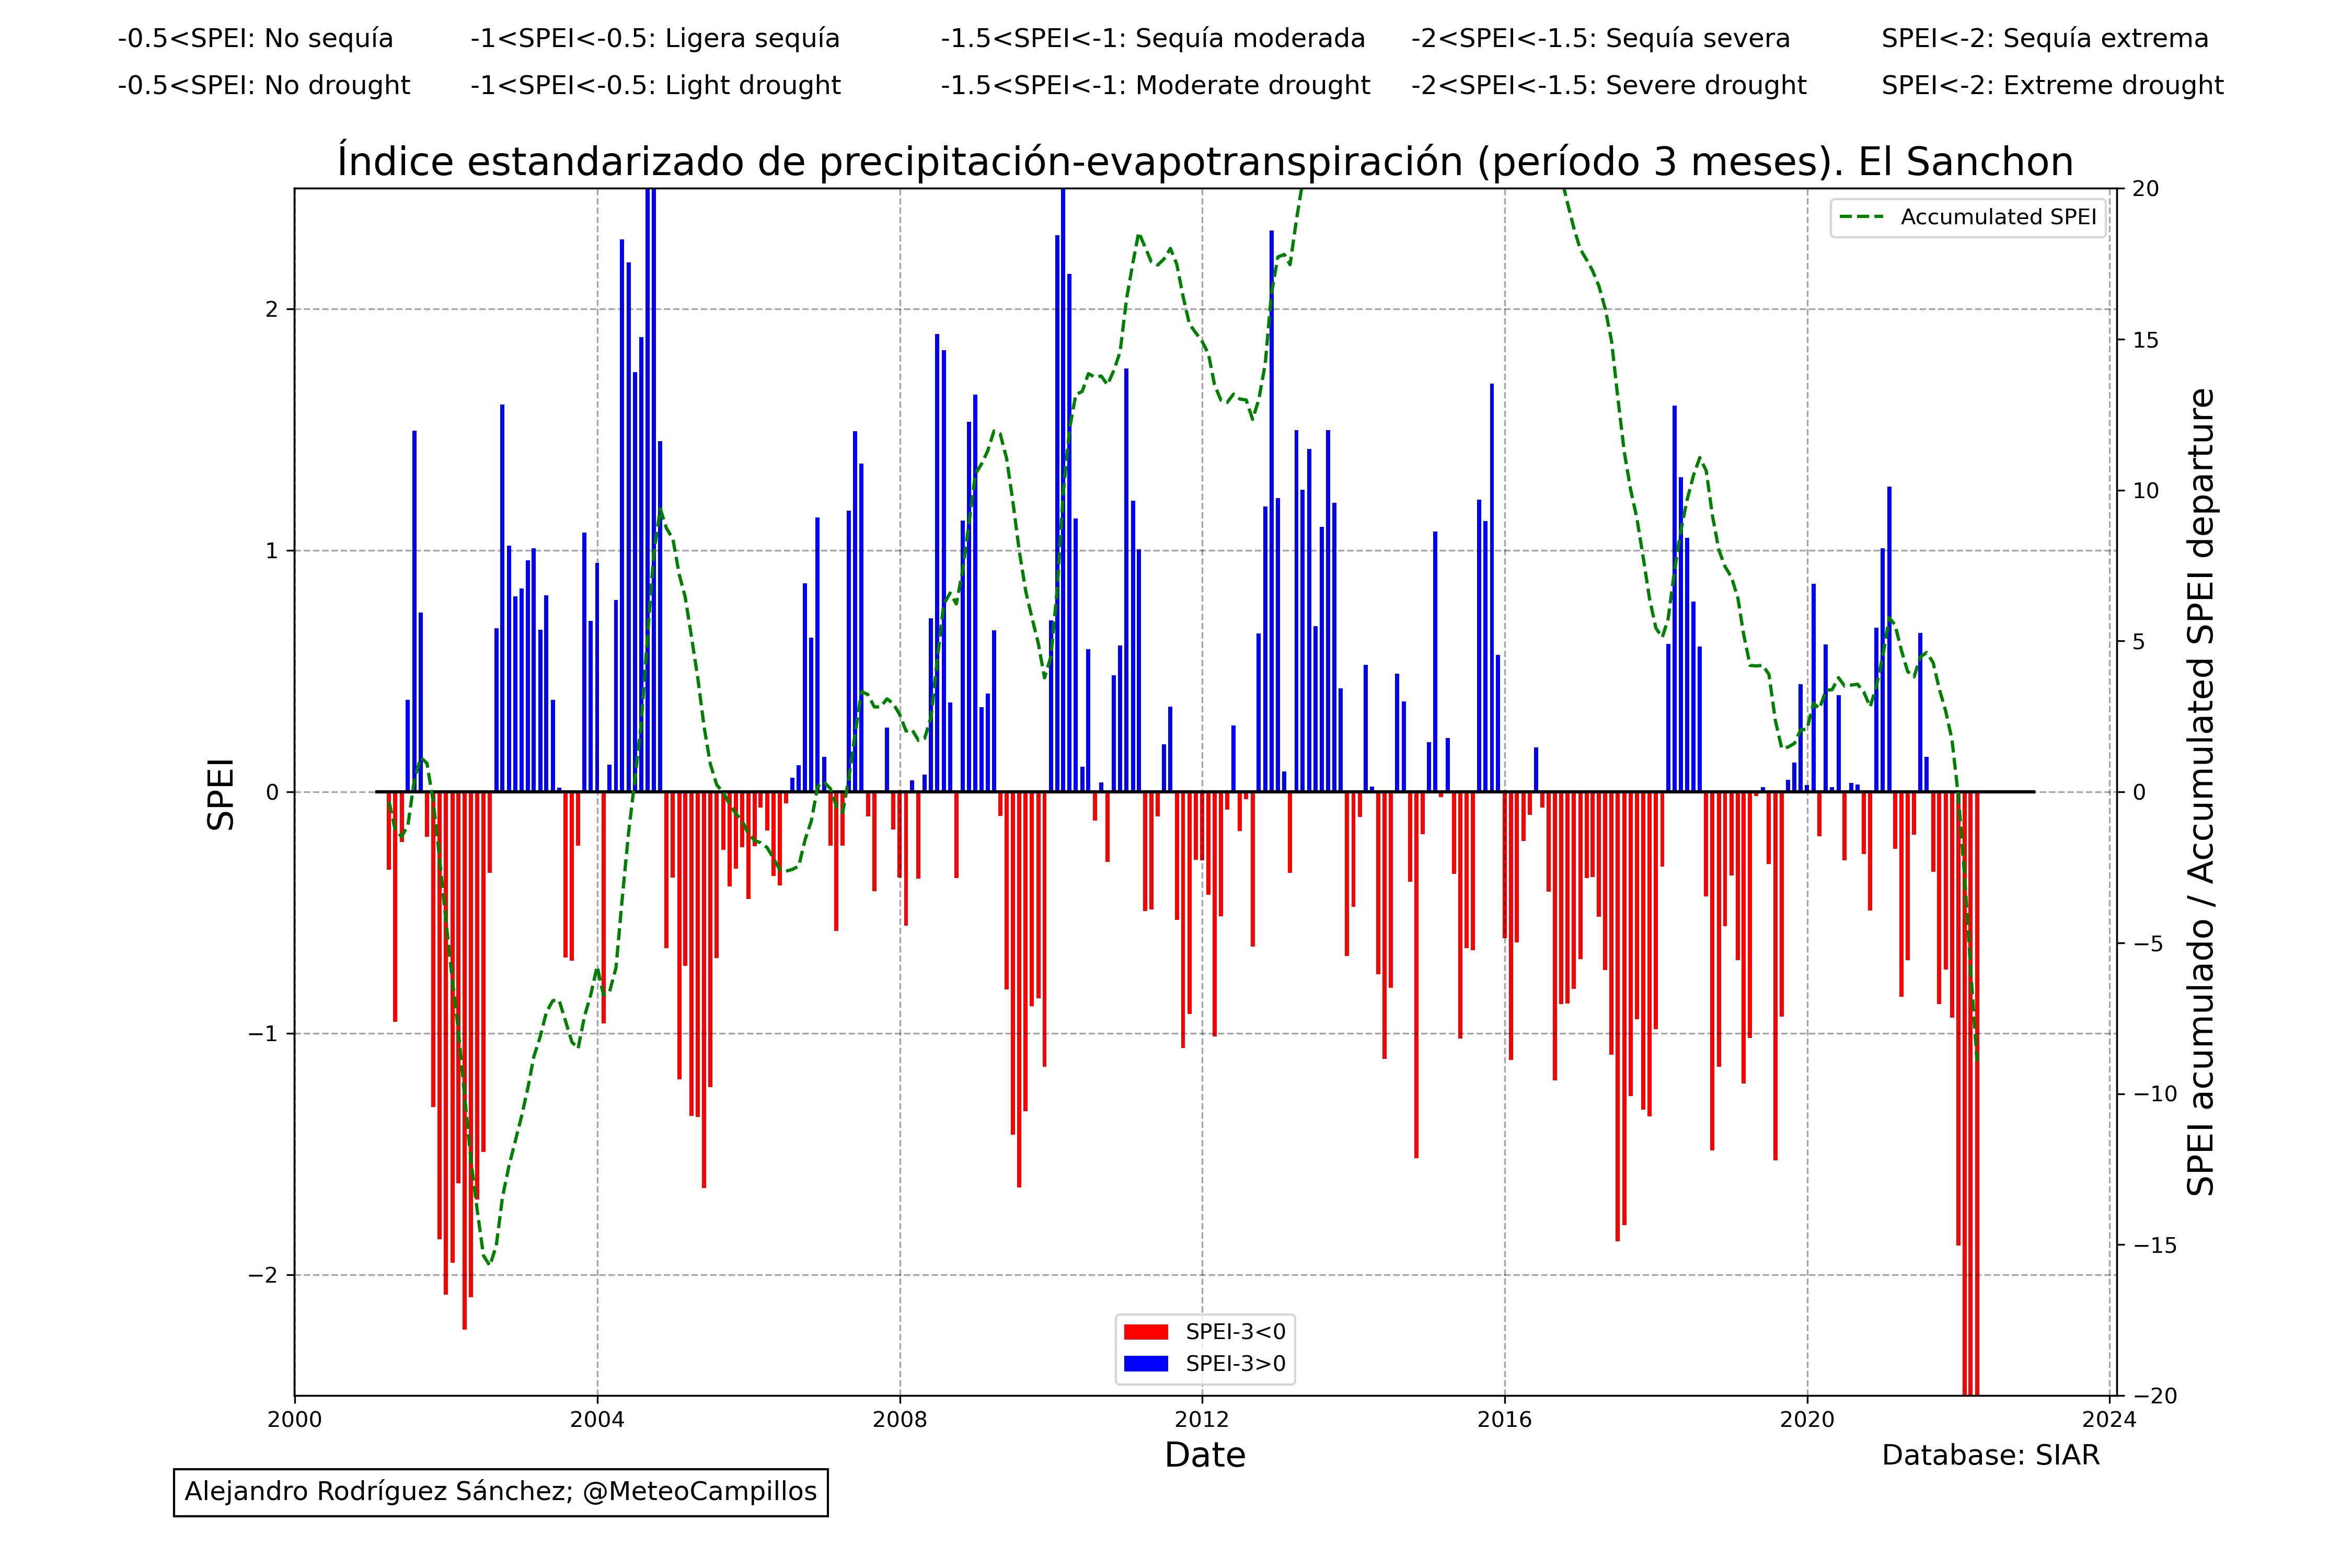 -0.5<SPEI: No sequía -1<SPEI<-0.5: Ligera sequía -1.5<SPEI<-1: Sequía moderada -2<SPEI<-1.5: Sequía severa SPEI<-2: Sequía extrema
-0.5<SPEI: No drought -1<SPEI<-0.5: Light drought -1.5<SPEI<-1: Moderate drought -2<SPEI<-1.5: Severe drought SPEI<-2: Extreme drought
Índice estandarizado de precipitación-evapotranspiración (período 3 meses). El Sanchon
Accumulated SPEI
SPEI
2
1
0
−1
−2
20
15
10
5
0
−5
−10
−15
−20
SPEI acumulado / Accumulated SPEI departure
SPEI-3<0
SPEI-3>0
2000 2004 2008 2012 2016 2020 2024
Date
Database: SIAR
Alejandro Rodríguez Sánchez; @MeteoCampillos